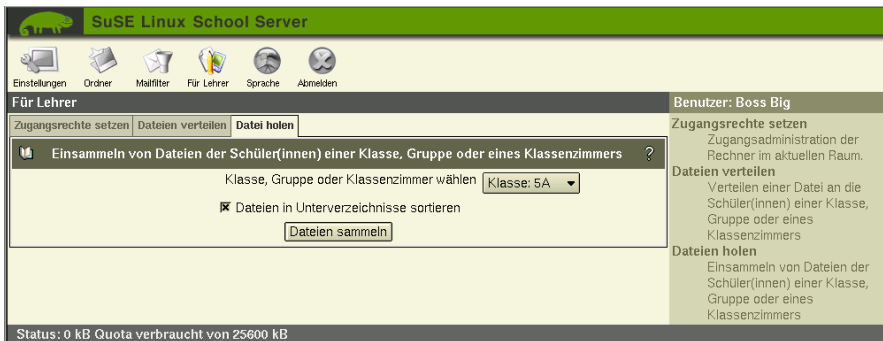 SuSE Linux School Server
Einstellungen Ordner Mailfilter Für Lehrer Sprache Abmelden
Für Lehrer
Zugangsrechte setzen Dateien verteilen Datei holen
Einsammeln von Dateien der Schüler(innen) einer Klasse, Gruppe oder eines Klassenzimmers ?
Klasse, Gruppe oder Klassenzimmer wählen Klasse: 5A
Dateien in Unterverzeichnisse sortieren
Dateien sammeln
Benutzer: Boss Big
Zugangsrechte setzen
Zugangsadministration der
Rechner im aktuellen Raum.
Dateien verteilen
Verteilen einer Datei an die
Schüler(innen) einer Klasse,
Gruppe oder eines
Klassenzimmers
Dateien holen
Einsammeln von Dateien der
Schüler(innen) einer Klasse,
Gruppe oder eines
Klassenzimmers
Status: 0 kB Quota verbraucht von 25600 kB